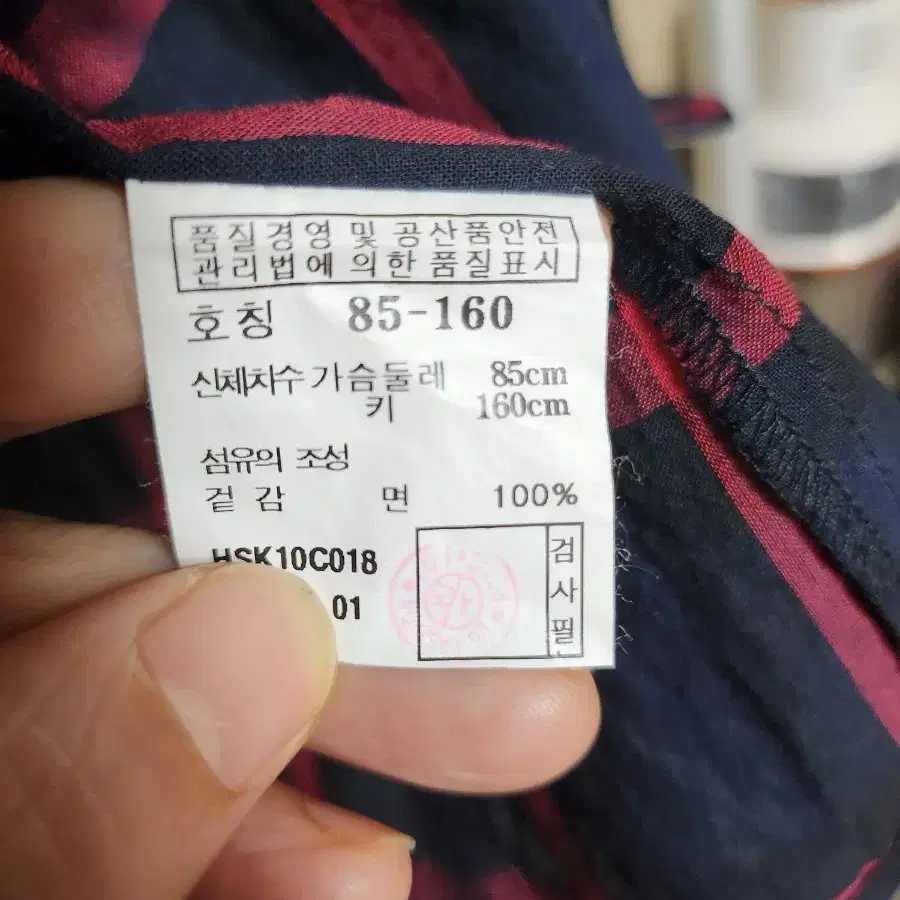 품질경영 및 공산품안전
관리법에 의한 품질표시
호칭 85-160
신체치수 가슴둘레 85cm
키 160cm
섬유의 조성
겉감 면 100%
HSK10C018
01
검사필